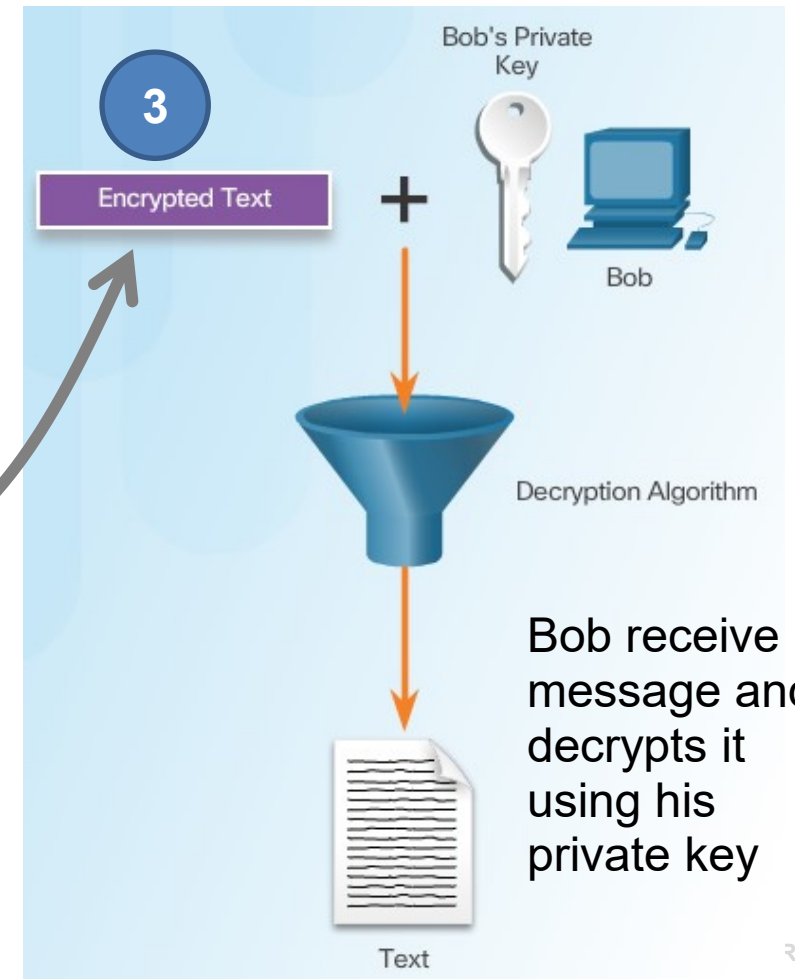 Bob's Private
Key
3
Encrypted Text
+
Bob
Decryption Algorithm
Bob receive
message and
decrypts it
using his
private key
Text